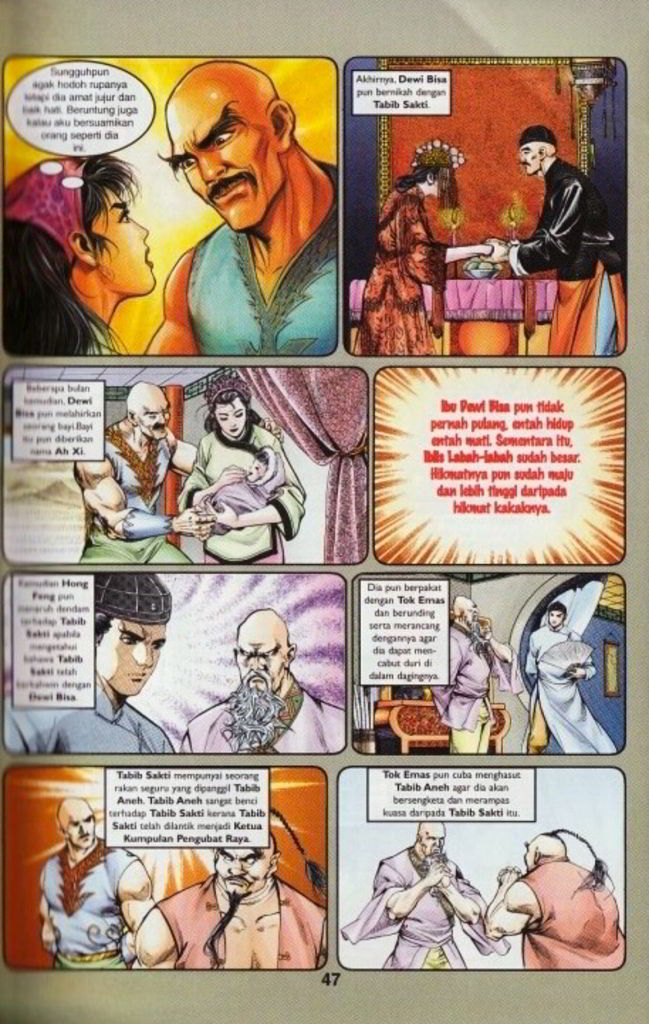 Sungguhpun
agak hodoh rupanya
tetapi dia amat jujur dan
baik hati. Beruntung juga
kalau aku bersuamikan
orang seperti dia
ini.
Akhirnya, Dewi Bisa
pun bernikah dengan
Tabib Sakti.
Beberapa bulan
kemudian, Dewi
Bisa pun melahirkan
seorang bayi.Bayi
itu pun diberikan
nama Ah Xi.
Ibu Dewi Bisa pun tidak
pernah pulang, entah hidup
entah mati. Sementara itu,
Iblis Labah-labah sudah besar.
Hikmatnya pun sudah maju
dan lebih tinggi daripada
hikmat kakaknya.
Kemudian Hong
Feng pun
menaruh dendam
terhadap Tabib
Sakti apabila
mengetahui
bahawa Tabib
Sakti telah
berkahwin dengan
Dewi Bisa.
Dia pun berpakat
dengan Tok Emas
dan berunding
serta merancang
dengannya agar
dia dapat men-
cabut duri di
dalam dagingnya.
Tabib Sakti mempunyai seorang
rakan seguru yang dipanggil Tabib
Aneh. Tabib Aneh sangat benci
terhadap Tabib Sakti kerana Tabib
Sakti telah dilantik menjadi Ketua
Kumpulan Pengubat Raya.
Tok Emas pun cuba menghasut
Tabib Aneh agar dia akan
bersengketa dan merampas
kuasa daripada Tabib Sakti itu.
47